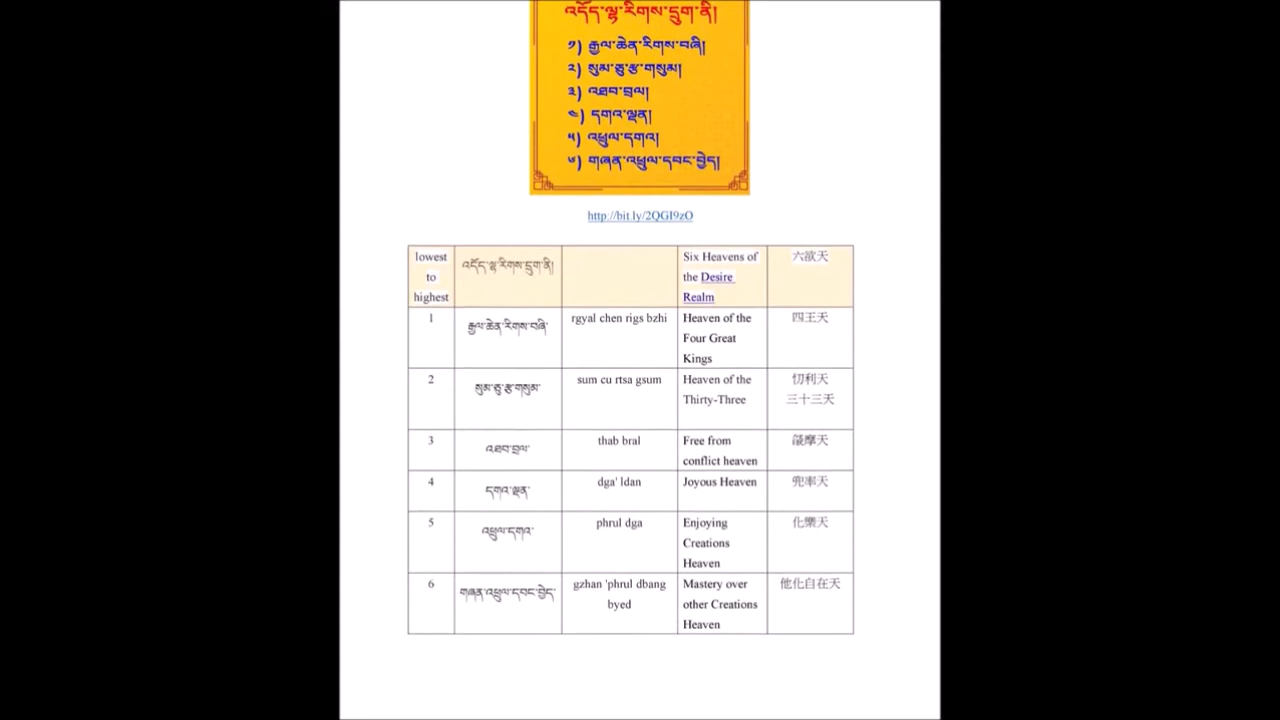 འདོད་ལྷ་རིགས་དྲུག་ནི།
༡) རྒྱལ་ཆེན་རིགས་བཞི།
༢) སུམ་ཅུ་རྩ་གསུམ།
༣) འཐབ་བྲལ།
༤) དགའ་ལྡན།
༥) འཕྲུལ་དགའ།
༦) གཞན་འཕྲུལ་དབང་བྱེད།
http://bit.ly/2QGI9zO
lowest to highest འདོད་ལྷ་རིགས་དྲུག་ནི། Six Heavens of the Desire Realm 六欲天
1 རྒྱལ་ཆེན་རིགས་བཞི་ rgyal chen rigs bzhi Heaven of the Four Great Kings 四王天
2 སུམ་ཅུ་རྩ་གསུམ་ sum cu rtsa gsum Heaven of the Thirty-Three 忉利天 三十三天
3 འཐབ་བྲལ་ thab bral Free from conflict heaven 摩天
4 དགའ་ལྡན་ dga' ldan Joyous Heaven 兜率天
5 འཕྲུལ་དགའ་ phrul dga Enjoying Creations Heaven 化樂天
6 གཞན་འཕྲུལ་དབང་བྱེད་ gzhan 'phrul dbang byed Mastery over other Creations Heaven 他化自在天